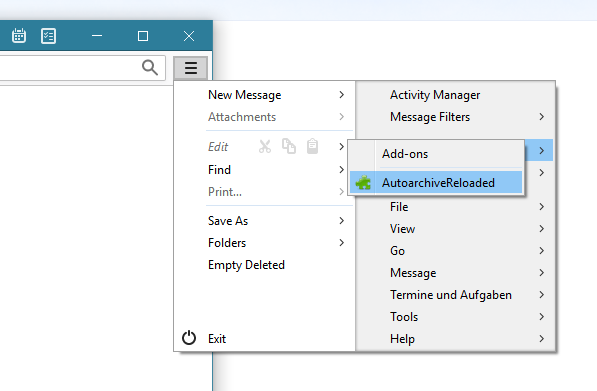 New Message
Attachments
Edit
Find
Print...
Save As
Folders
Empty Deleted
Exit
Activity Manager
Message Filters
Add-ons
AutoarchiveReloaded
File
View
Go
Message
Termine und Aufgaben
Tools
Help